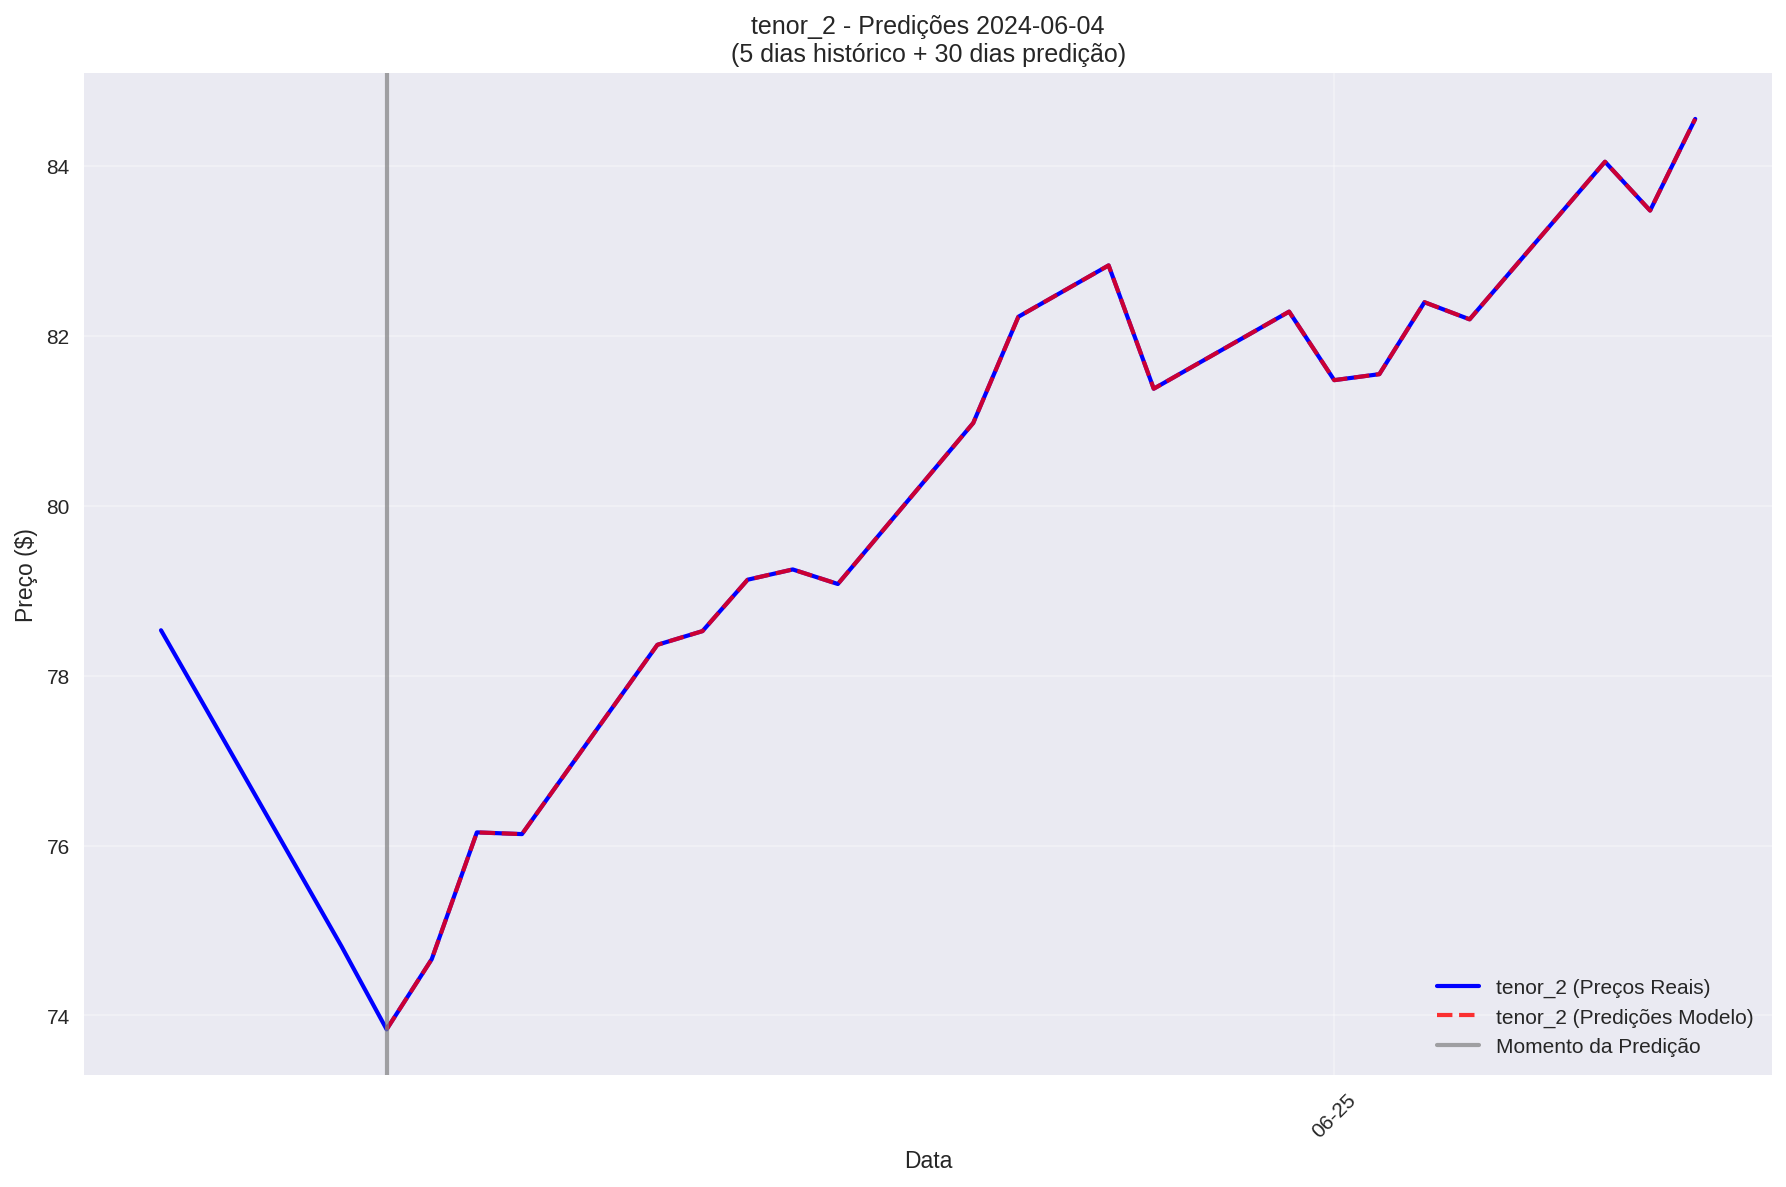 tenor_2 - Predições 2024-06-04
(5 dias histórico + 30 dias predição)
Preço ($)
84
82
80
78
76
74
tenor_2 (Preços Reais)
tenor_2 (Predições Modelo)
Momento da Predição
06-25
Data